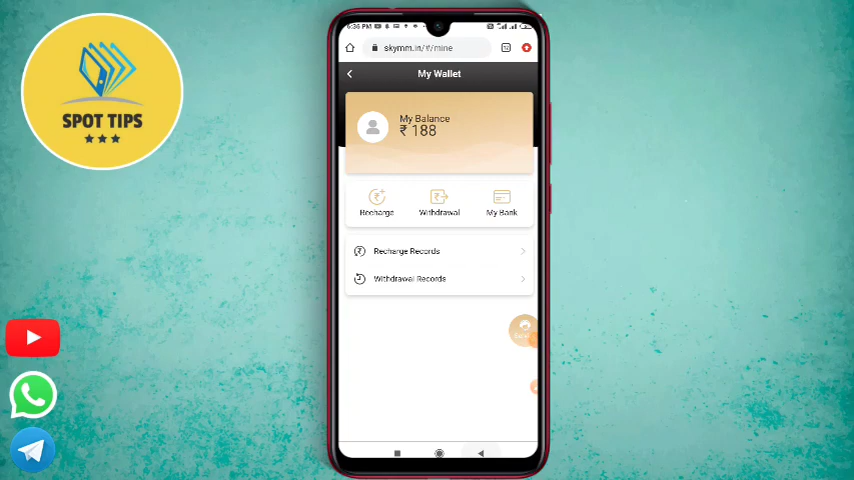 SPOT TIPS
skymm.in/#/mine
My Wallet
My Balance
₹ 188
Recharge
Withdrawal
My Bank
Recharge Records
Withdrawal Records